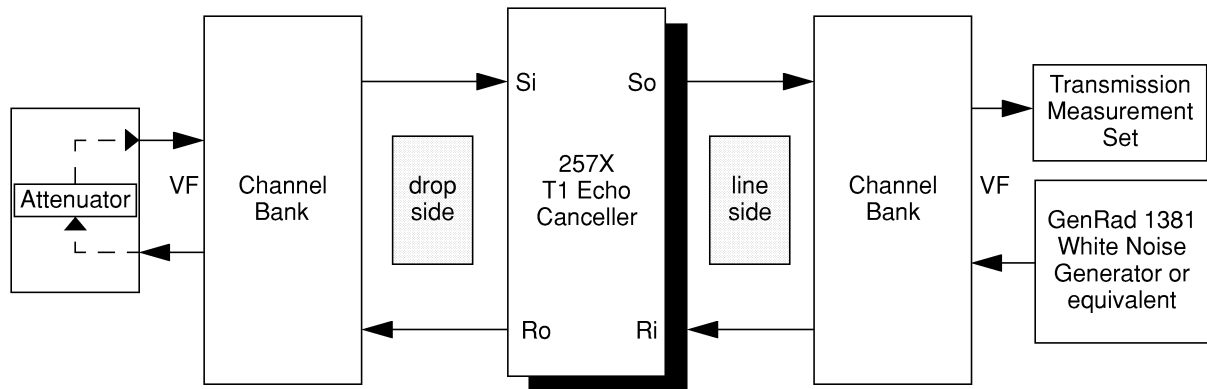 Attenuator
VF
Channel
Bank
drop
side
Si
So
257X
T1 Echo
Canceller
Ro
Ri
line
side
Channel
Bank
VF
Transmission
Measurement
Set
GenRad 1381
White Noise
Generator or
equivalent